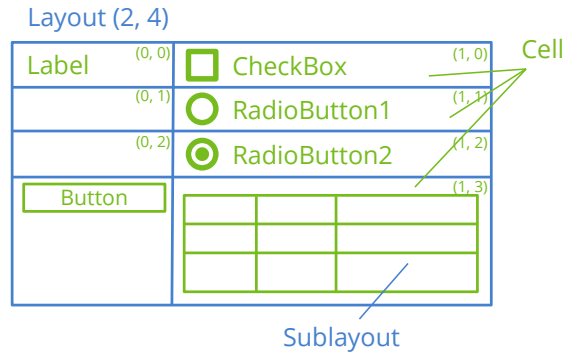 Layout (2, 4)
Label
(0, 0)
CheckBox
(1, 0)
Cell
(0, 1)
RadioButton1
(1, 1)
(0, 2)
RadioButton2
(1, 2)
Button
(1, 3)
Sublayout